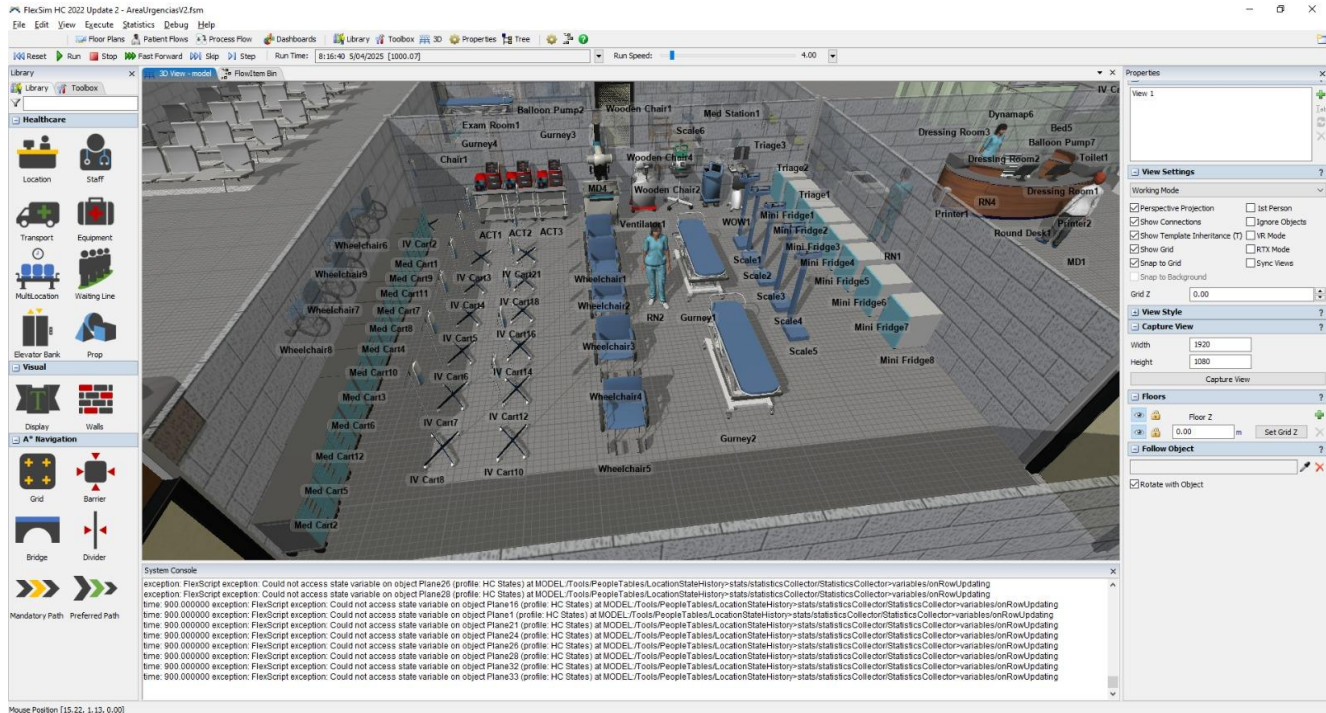 FlexSim HC 2022 Update 2 - AreaUrgenciasV2.fsm
File Edit View Execute Statistics Debug Help
Floor Plans Patient Flows Process Flow Dashboards Library Toolbox 3D Properties Tree
Reset Run Stop Fast Forward Skip Step Run Time: 8:16:40 5/04/2025 [1000.07] Run Speed: 4.00
Library
Library Toolbox
Healthcare
Location Staff
Transport Equipment
MultiLocation Waiting Line
Elevator Bank Prop
Visual
Display Walls
A* Navigation
Grid Barrier
Bridge Divider
Mandatory Path Preferred Path
3D View - model FlowItem Bin
Balloon Pump2 Wooden Chair1 Med Station1
Exam Room1 Gurney3 Scale6
Gurney4 Triage3
Chair1 Wooden Chair4 Triage2
MD4 Wooden Chair2 Triage1
Dynamap6
Dressing Room3 Bed5
Balloon Pump7
Dressing Room2 Toilet1
Dressing Room1
RN4
Printer1 Printer2
Round Desk1
MD1
ACT1 ACT2 ACT3
Ventilator1 WOW1 Mini Fridge1
Mini Fridge2
Mini Fridge3
Mini Fridge4
Mini Fridge5
Mini Fridge6
Mini Fridge7
Mini Fridge8
RN1
Wheelchair6 IV Cart2
Wheelchair9 Med Cart1
Wheelchair7 Med Cart9 IV Cart3 IV Cart21
Med Cart11
Wheelchair8 Med Cart7 IV Cart4 IV Cart18
Med Cart8 IV Cart5 IV Cart16
Med Cart4
Med Cart10 IV Cart6 IV Cart14
Med Cart3
Med Cart6 IV Cart7 IV Cart12
Med Cart12 IV Cart8 IV Cart10
Med Cart5
Med Cart2
Wheelchair1
Wheelchair2
Wheelchair3
Wheelchair4
Wheelchair5
RN2 Gurney1
Gurney2
Scale1
Scale2
Scale3
Scale4
Scale5
System Console
exception: FlexScript exception: Could not access state variable on object Plane26 (profile: HC States) at MODEL:/Tools/PeopleTables/LocationStateHistory>stats/statisticsCollector/StatisticsCollector>variables/onRowUpdating
exception: FlexScript exception: Could not access state variable on object Plane28 (profile: HC States) at MODEL:/Tools/PeopleTables/LocationStateHistory>stats/statisticsCollector/StatisticsCollector>variables/onRowUpdating
time: 900.000000 exception: FlexScript exception: Could not access state variable on object Plane16 (profile: HC States) at MODEL:/Tools/PeopleTables/LocationStateHistory>stats/statisticsCollector/StatisticsCollector>variables/onRowUpdating
time: 900.000000 exception: FlexScript exception: Could not access state variable on object Plane1 (profile: HC States) at MODEL:/Tools/PeopleTables/LocationStateHistory>stats/statisticsCollector/StatisticsCollector>variables/onRowUpdating
time: 900.000000 exception: FlexScript exception: Could not access state variable on object Plane21 (profile: HC States) at MODEL:/Tools/PeopleTables/LocationStateHistory>stats/statisticsCollector/StatisticsCollector>variables/onRowUpdating
time: 900.000000 exception: FlexScript exception: Could not access state variable on object Plane24 (profile: HC States) at MODEL:/Tools/PeopleTables/LocationStateHistory>stats/statisticsCollector/StatisticsCollector>variables/onRowUpdating
time: 900.000000 exception: FlexScript exception: Could not access state variable on object Plane26 (profile: HC States) at MODEL:/Tools/PeopleTables/LocationStateHistory>stats/statisticsCollector/StatisticsCollector>variables/onRowUpdating
time: 900.000000 exception: FlexScript exception: Could not access state variable on object Plane28 (profile: HC States) at MODEL:/Tools/PeopleTables/LocationStateHistory>stats/statisticsCollector/StatisticsCollector>variables/onRowUpdating
time: 900.000000 exception: FlexScript exception: Could not access state variable on object Plane32 (profile: HC States) at MODEL:/Tools/PeopleTables/LocationStateHistory>stats/statisticsCollector/StatisticsCollector>variables/onRowUpdating
time: 900.000000 exception: FlexScript exception: Could not access state variable on object Plane33 (profile: HC States) at MODEL:/Tools/PeopleTables/LocationStateHistory>stats/statisticsCollector/StatisticsCollector>variables/onRowUpdating
Properties
View 1
View Settings
Working Mode
Perspective Projection 1st Person
Show Connections Ignore Objects
Show Template Inheritance (T) VR Mode
Show Grid RTX Mode
Snap to Grid Sync Views
Snap to Background
Grid Z 0.00
View Style
Capture View
Width 1920
Height 1080
Capture View
Floors
Floor Z
0.00 m Set Grid Z
Follow Object
Rotate with Object
Mouse Position [15.22, 1.13, 0.00]